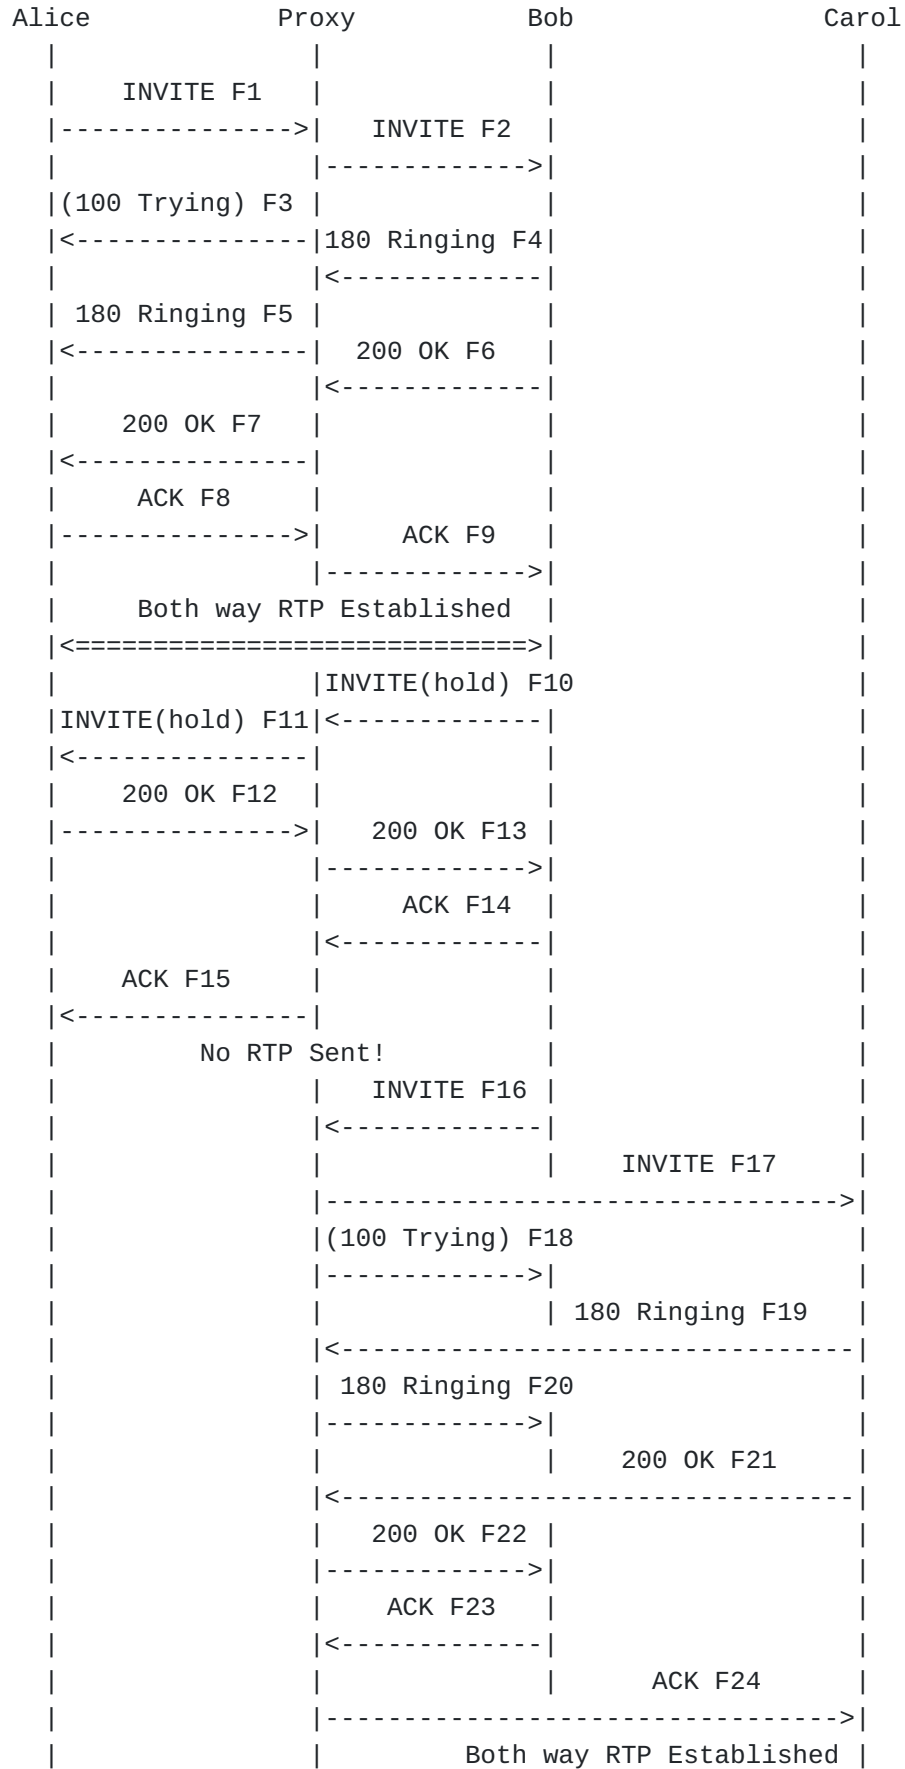 Alice            Proxy           Bob                Carol
  |                |              |                   |
  |    INVITE F1   |              |                   |
  |--------------->|   INVITE F2  |                   |
  |                |------------->|                   |
  |(100 Trying) F3 |              |                   |
  |<---------------|180 Ringing F4|                   |
  |                |<-------------|                   |
  | 180 Ringing F5 |              |                   |
  |<---------------|  200 OK F6   |                   |
  |                |<-------------|                   |
  |    200 OK F7   |              |                   |
  |<---------------|              |                   |
  |     ACK F8     |              |                   |
  |--------------->|     ACK F9   |                   |
  |                |------------->|                   |
  |     Both way RTP Established  |                   |
  |<=============================>|                   |
  |                |INVITE(hold) F10                  |
  |INVITE(hold) F11|<-------------|                   |
  |<---------------|              |                   |
  |    200 OK F12  |              |                   |
  |--------------->|   200 OK F13 |                   |
  |                |------------->|                   |
  |                |     ACK F14  |                   |
  |                |<-------------|                   |
  |    ACK F15     |              |                   |
  |<---------------|              |                   |
  |         No RTP Sent!          |                   |
  |                |   INVITE F16 |                   |
  |                |<-------------|                   |
  |                |              |    INVITE F17     |
  |                |--------------------------------->|
  |                |(100 Trying) F18                  |
  |                |------------->|                   |
  |                |              | 180 Ringing F19   |
  |                |<---------------------------------|
  |                | 180 Ringing F20                  |
  |                |------------->|                   |
  |                |              |    200 OK F21     |
  |                |<---------------------------------|
  |                |   200 OK F22 |                   |
  |                |------------->|                   |
  |                |    ACK F23   |                   |
  |                |<-------------|                   |
  |                |              |      ACK F24      |
  |                |--------------------------------->|
  |                |         Both way RTP Established |